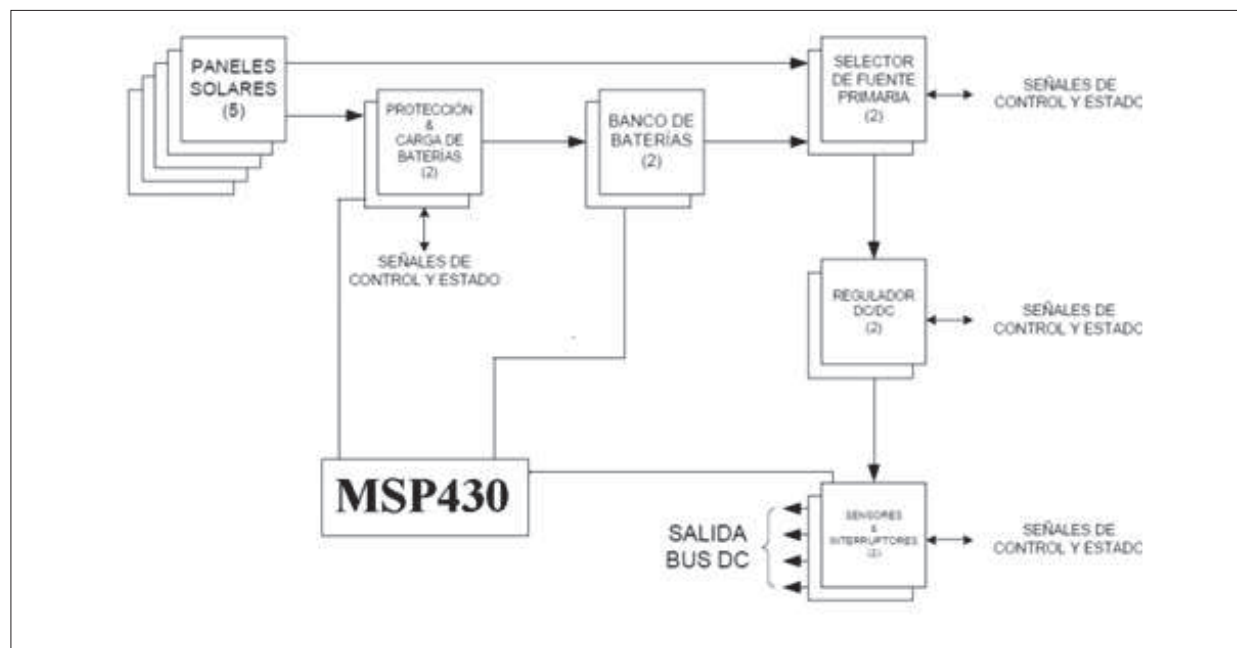 PANELES
SOLARES
(5)
PROTECCIÓN
&
CARGA DE
BATERÍAS
(2)
SEÑALES DE
CONTROL Y ESTADO
BANCO DE
BATERÍAS
(2)
SELECTOR
DE FUENTE
PRIMARIA
(2)
SEÑALES DE
CONTROL Y ESTADO
REGULADOR
DC/DC
(2)
SEÑALES DE
CONTROL Y ESTADO
MSP430
SALIDA
BUS DC
SENSORES
&
INTERRUPTORES
(2)
SEÑALES DE
CONTROL Y ESTADO